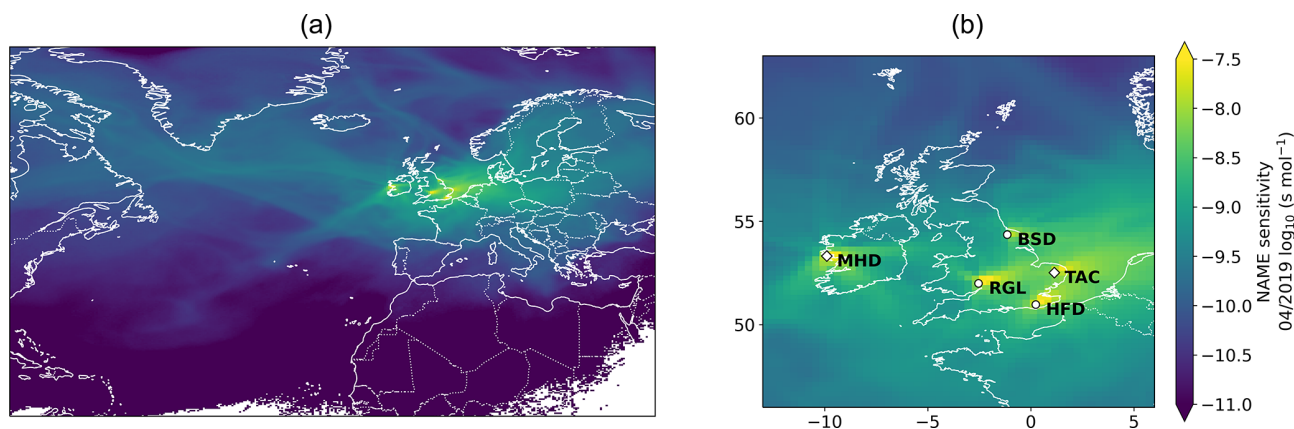 (a)
(b)
60
55
50
−10
−5
0
5
MHD
BSD
RGL
TAC
HFD
−7.5
−8.0
−8.5
−9.0
−9.5
−10.0
−10.5
−11.0
NAME sensitivity
04/2019 log₁₀ (s mol⁻¹)